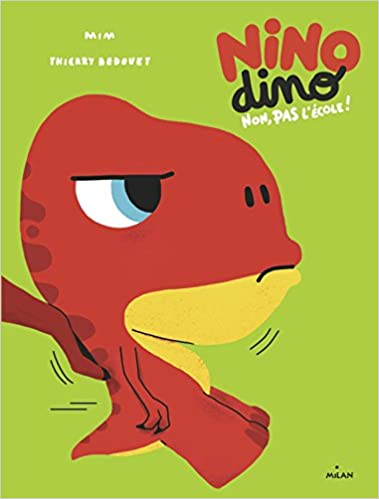 MIM
THIERRY BEDOUET
NINO
dino
NON, PAS L'ÉCOLE!
MILAN